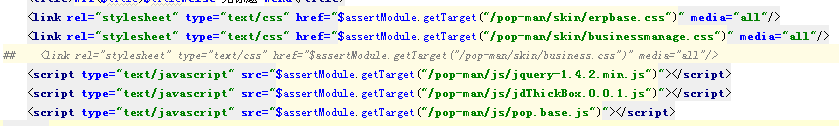 <link rel="stylesheet" type="text/css" href="$assertModule.getTarget("/pop-man/skin/erpbase.css")" media="all"/>
<link rel="stylesheet" type="text/css" href="$assertModule.getTarget("/pop-man/skin/businessmanage.css")" media="all"/>
## <link rel="stylesheet" type="text/css" href="$assertModule.getTarget("/pop-man/skin/business.css")" media="all"/>
<script type="text/javascript" src="$assertModule.getTarget("/pop-man/js/jquery-1.4.2.min.js")"></script>
<script type="text/javascript" src="$assertModule.getTarget("/pop-man/js/jdThickBox.0.0.1.js")"></script>
<script type="text/javascript" src="$assertModule.getTarget("/pop-man/js/pop.base.js")"></script>